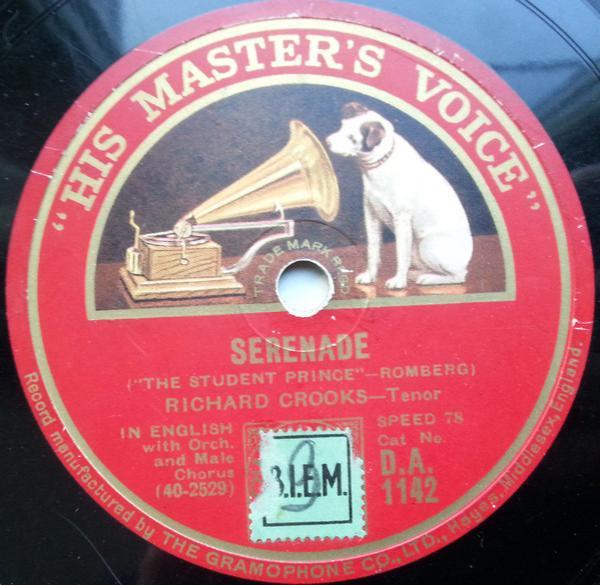 "HIS MASTER'S VOICE"
TRADE MARK
SERENADE
("THE STUDENT PRINCE"—ROMBERG)
RICHARD CROOKS—Tenor
IN ENGLISH
with Orch.
and Male
Chorus
(40-2529)
B.I.E.M.
9
SPEED 78
Cat. No.
D.A.
1142
Record manufactured by THE GRAMOPHONE CO., LTD., Hayes, Middlesex, England.